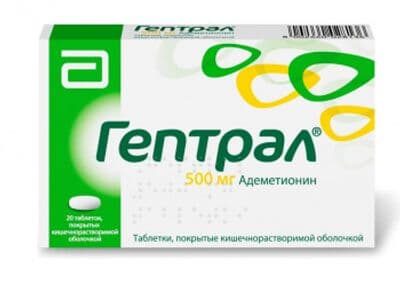 Гептрал®
500 мг Адеметионин
20 таблеток,
покрытых
кишечнорастворимой
оболочкой
Таблетки, покрытые кишечнорастворимой оболочкой